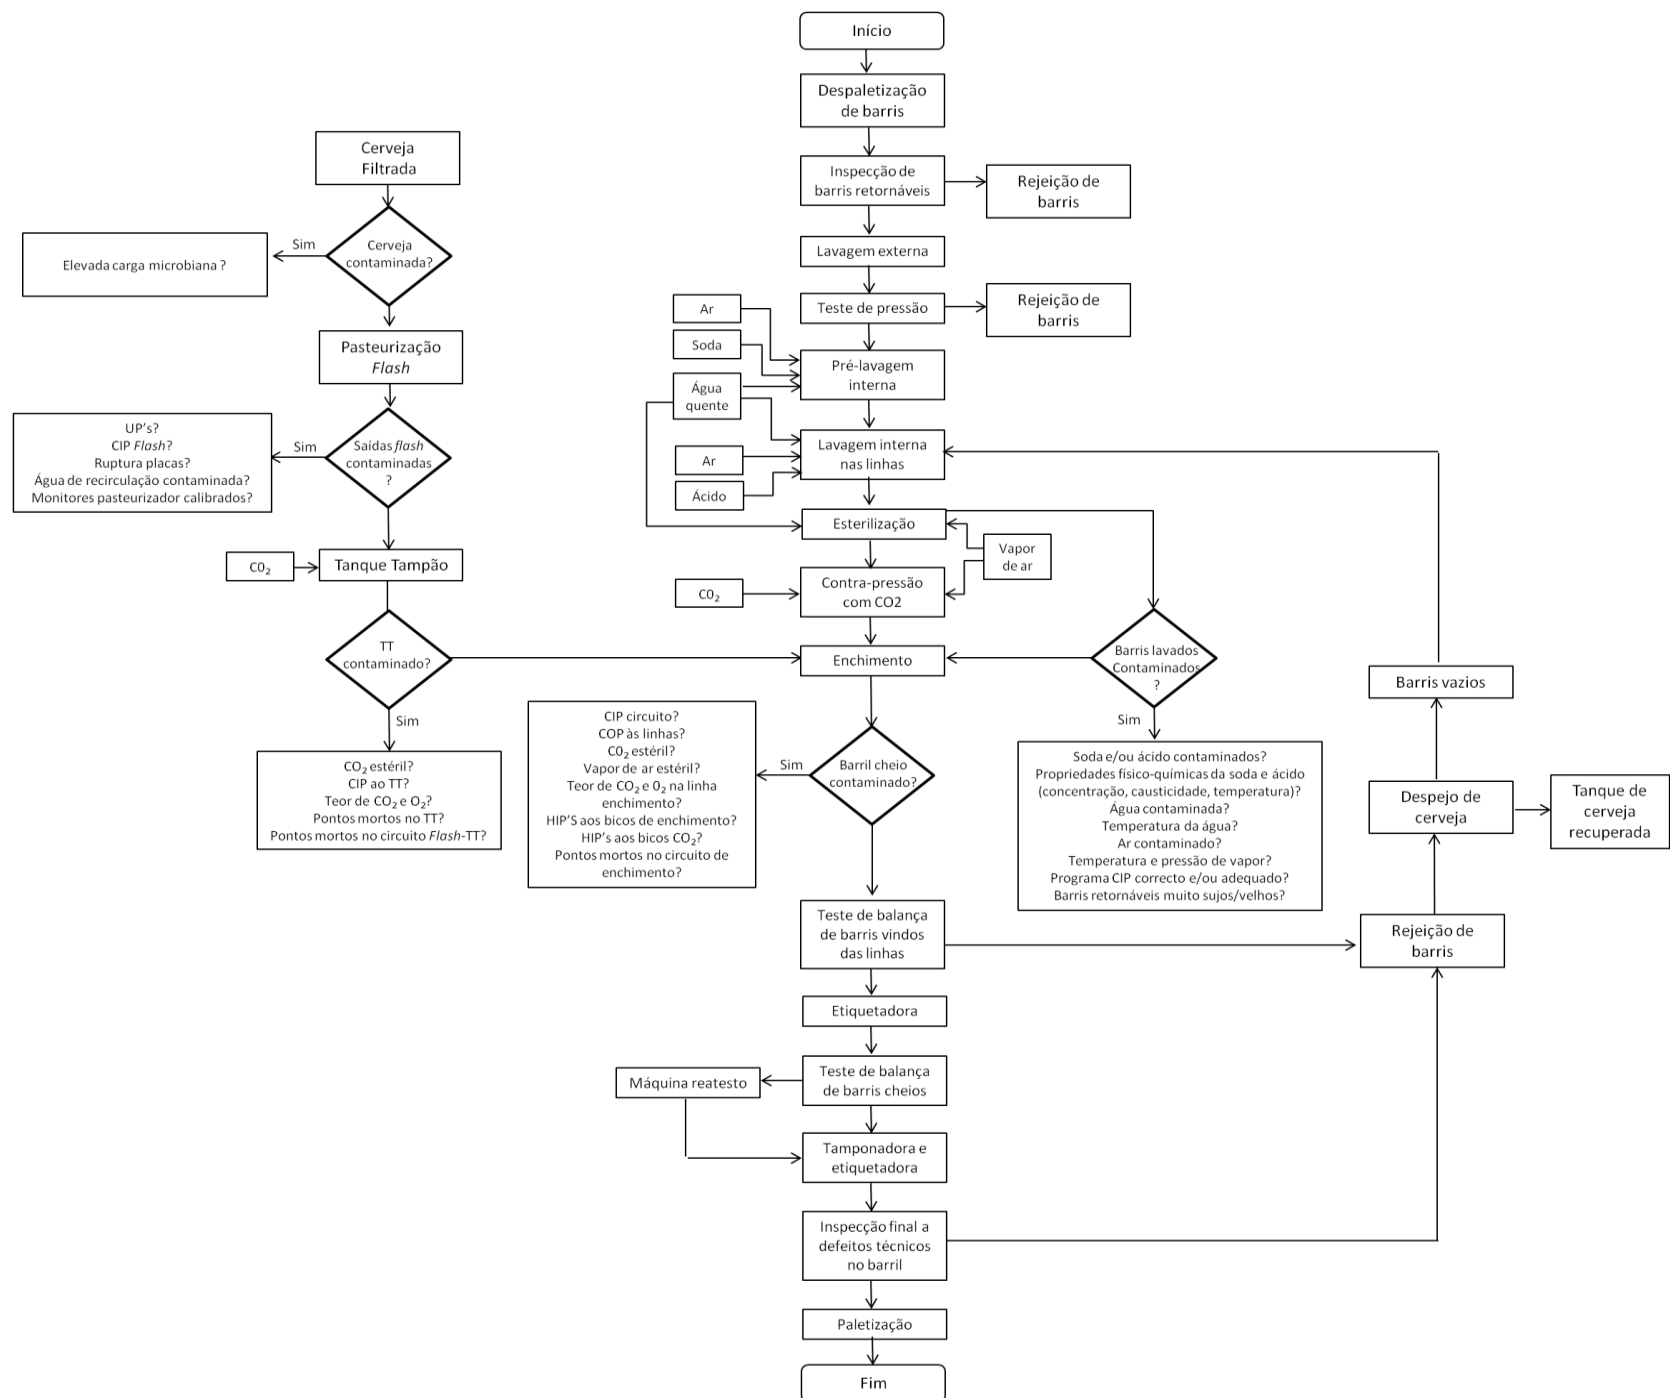 Início
Despaletização
de barris
Cerveja
Filtrada
Inspecção de
barris retornáveis
Rejeição de
barris
Cerveja
contaminada?
Sim
Elevada carga microbiana ?
Lavagem externa
Teste de pressão
Rejeição de
barris
Ar
Soda
Água
quente
Pré-lavagem
interna
Pasteurização
Flash
Saídas flash
contaminadas
?
Sim
UP's?
CIP Flash?
Ruptura placas?
Água de recirculação contaminada?
Monitores pasteurizador calibrados?
Lavagem interna
nas linhas
Ar
Ácido
Esterilização
Vapor
de ar
C0₂
Tanque Tampão
C0₂
Contra-pressão
com CO2
TT
contaminado?
Enchimento
Barris lavados
Contaminados
?
Barris vazios
Sim
CO₂ estéril?
CIP ao TT?
Teor de CO₂ e O₂?
Pontos mortos no TT?
Pontos mortos no circuito Flash-TT?
CIP circuito?
COP às linhas?
C0₂ estéril?
Vapor de ar estéril?
Teor de CO₂ e 0₂ na linha
enchimento?
HIP'S aos bicos de enchimento?
HIP's aos bicos CO₂?
Pontos mortos no circuito de
enchimento?
Sim
Barril cheio
contaminado?
Sim
Soda e/ou ácido contaminados?
Propriedades físico-químicas da soda e ácido
(concentração, causticidade, temperatura)?
Água contaminada?
Temperatura da água?
Ar contaminado?
Temperatura e pressão de vapor?
Programa CIP correcto e/ou adequado?
Barris retornáveis muito sujos/velhos?
Despejo de
cerveja
Tanque de
cerveja
recuperada
Teste de balança
de barris vindos
das linhas
Rejeição de
barris
Etiquetadora
Máquina reatesto
Teste de balança
de barris cheios
Tamponadora e
etiquetadora
Inspecção final a
defeitos técnicos
no barril
Paletização
Fim